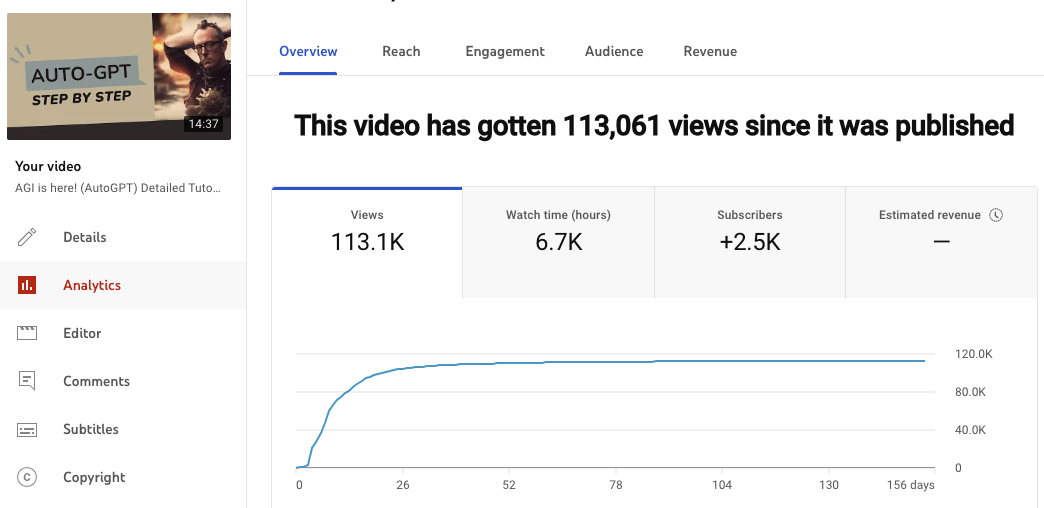 AUTO-GPT
STEP BY STEP
14:37
Your video
AGI is here! (AutoGPT) Detailed Tuto…
Details
Analytics
Editor
Comments
Subtitles
Copyright
Overview Reach Engagement Audience Revenue
This video has gotten 113,061 views since it was published
Views Watch time (hours) Subscribers Estimated revenue
113.1K 6.7K +2.5K —
120.0K
80.0K
40.0K
0
0 26 52 78 104 130 156 days